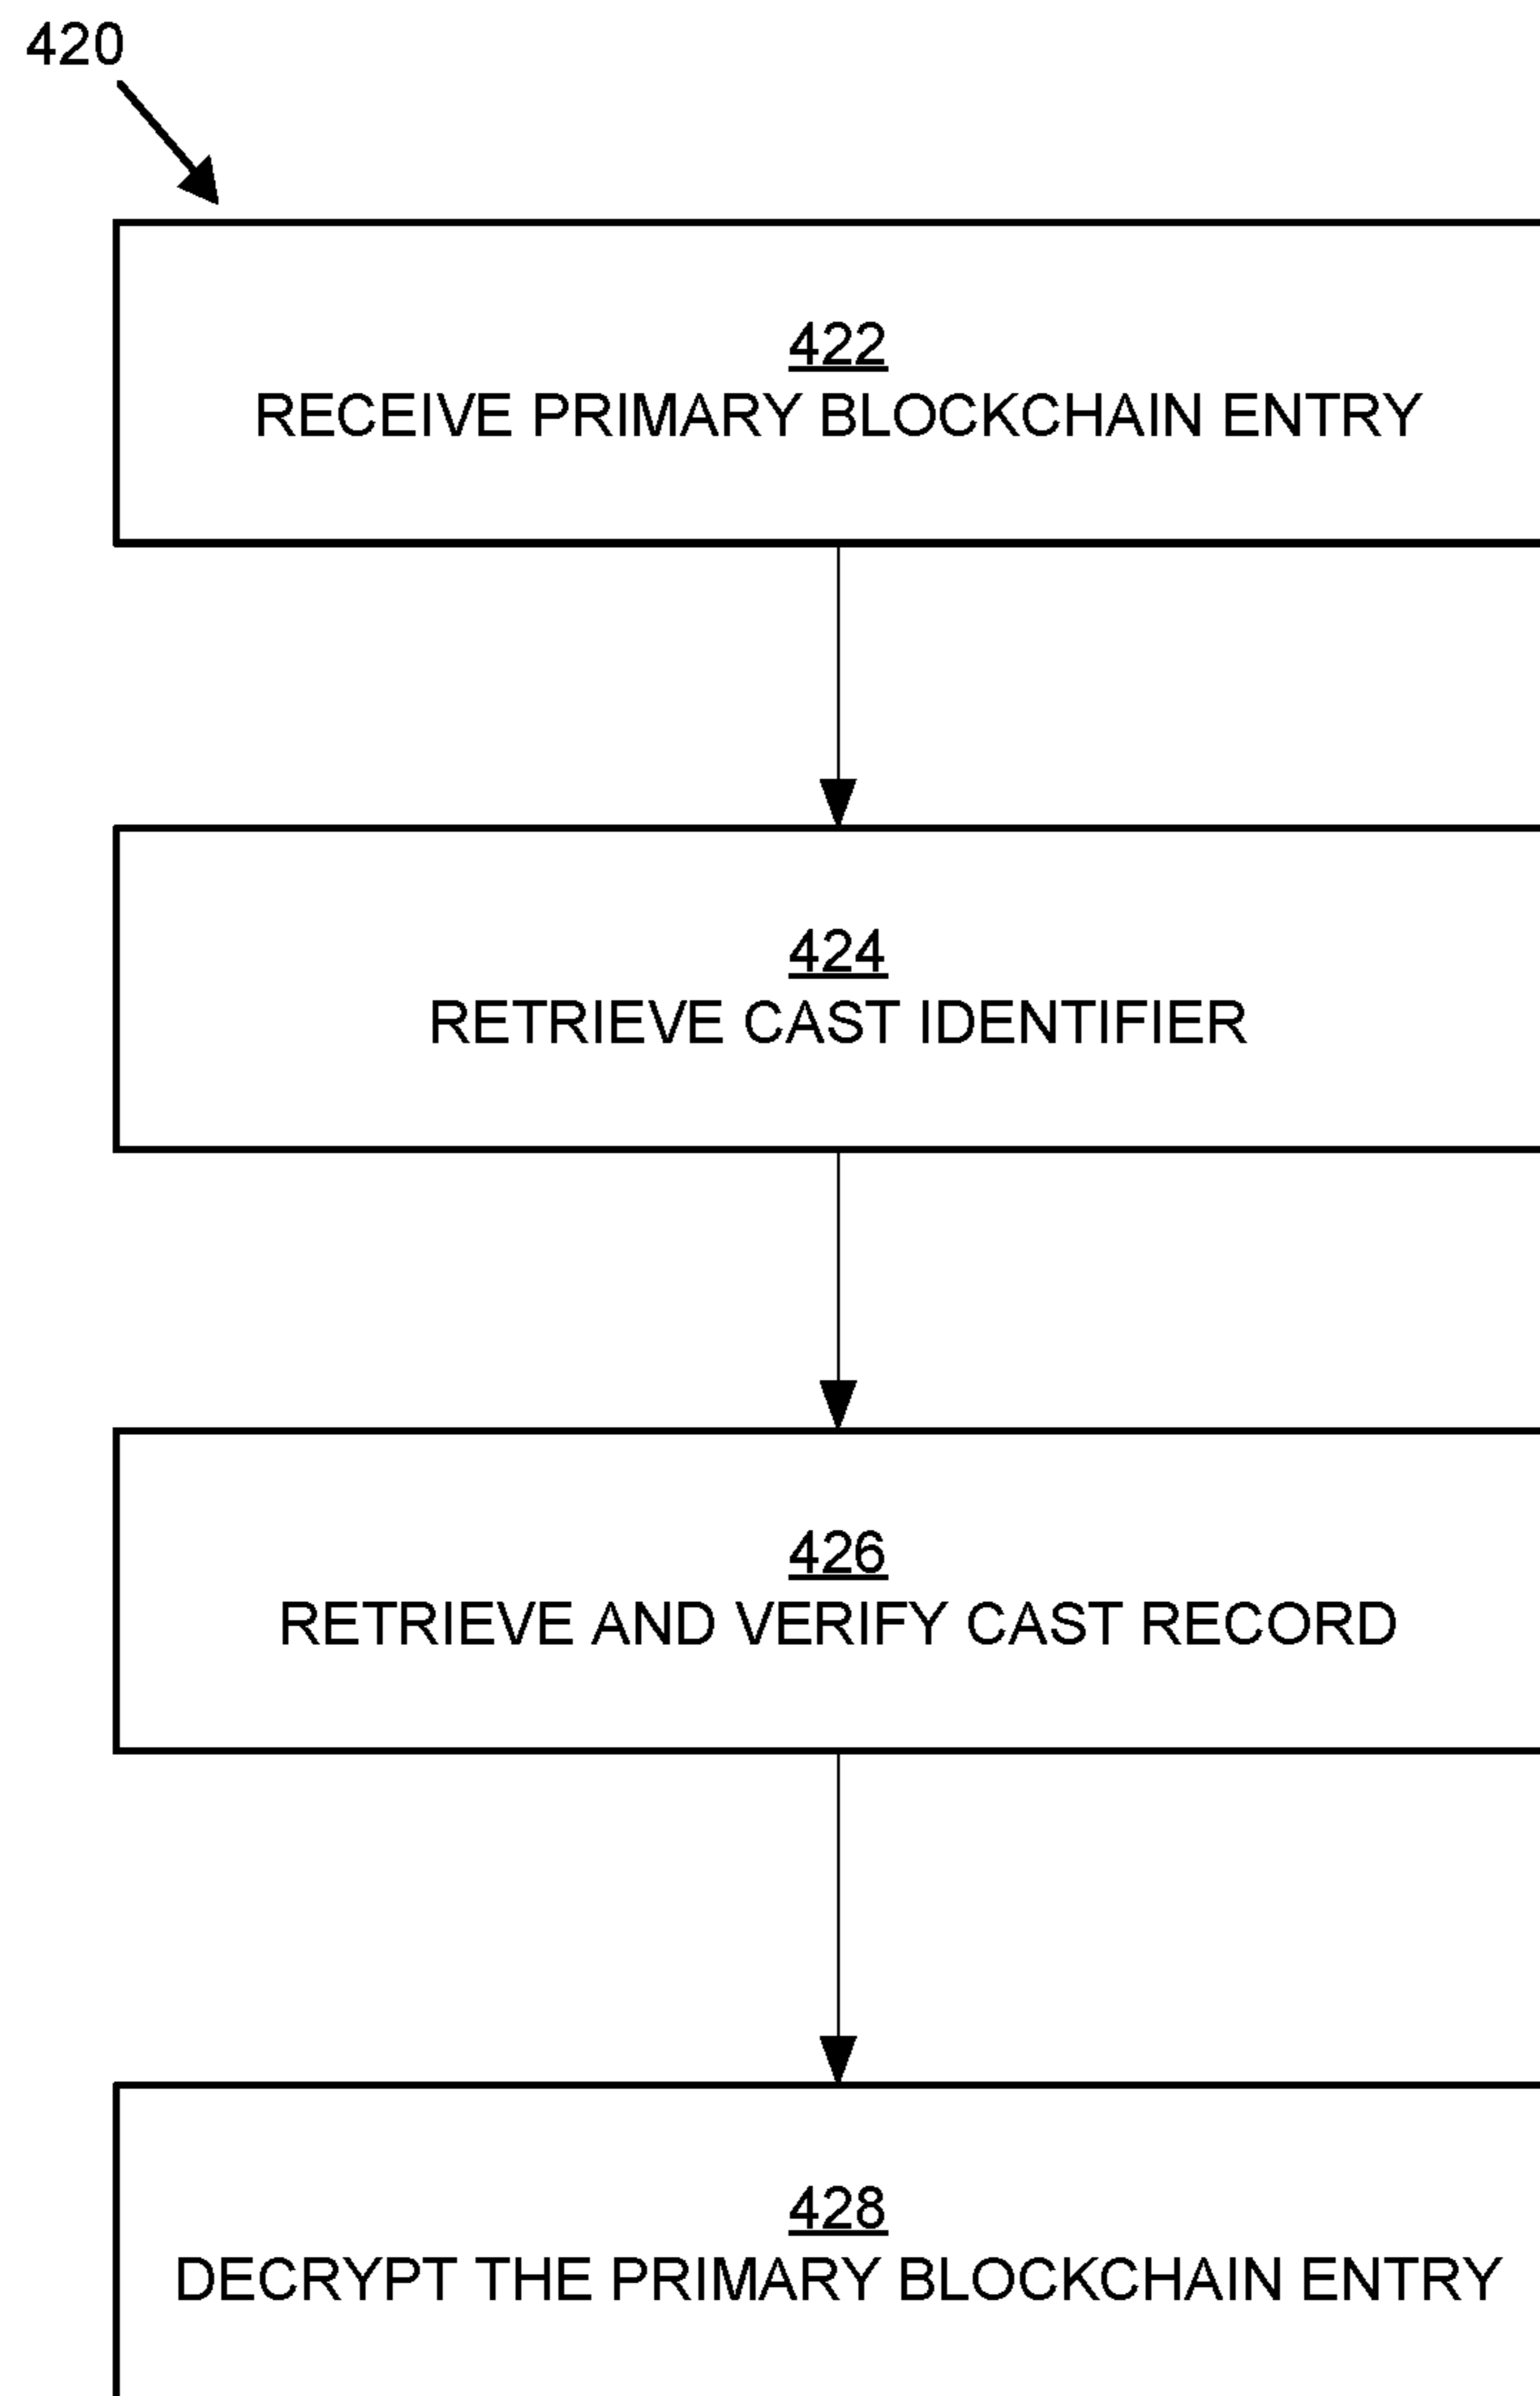 420
422
RECEIVE PRIMARY BLOCKCHAIN ENTRY
424
RETRIEVE CAST IDENTIFIER
426
RETRIEVE AND VERIFY CAST RECORD
428
DECRYPT THE PRIMARY BLOCKCHAIN ENTRY